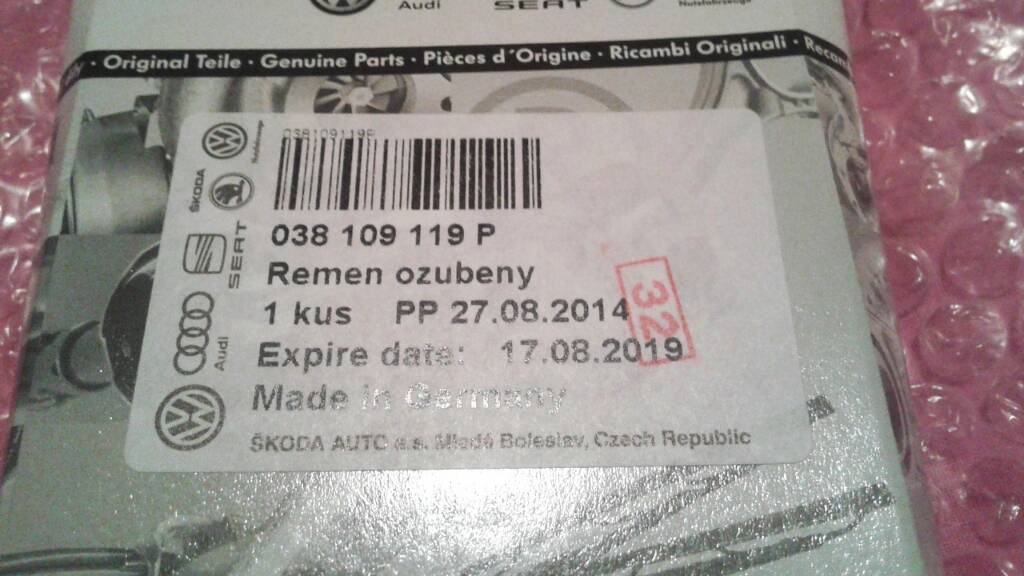 Audi SEAT Nutzfahrzeuge
· Original Teile · Genuine Parts · Pièces d'Origine · Ricambi Originali ·
038109119P
ŠKODA
SEAT
Audi
038 109 119 P
Remen ozubeny
1 kus PP 27.08.2014
32
Expire date: 17.08.2019
Made in Germany
ŠKODA AUTO a.s. Mladá Boleslav, Czech Republic